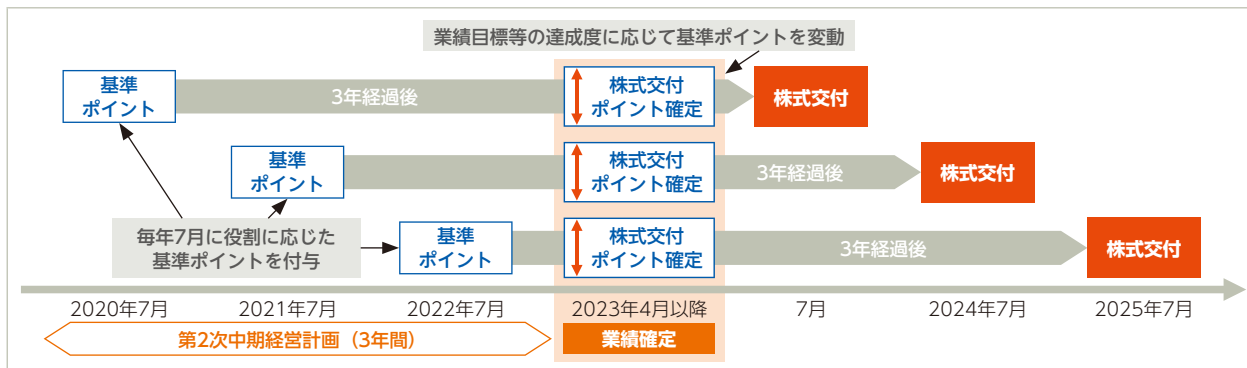 業績目標等の達成度に応じて基準ポイントを変動
基準
ポイント
3年経過後
株式交付
ポイント確定
株式交付
基準
ポイント
株式交付
ポイント確定
3年経過後
株式交付
毎年7月に役割に応じた
基準ポイントを付与
基準
ポイント
株式交付
ポイント確定
3年経過後
株式交付
2020年7月
2021年7月
2022年7月
2023年4月以降
7月
2024年7月
2025年7月
第2次中期経営計画（3年間）
業績確定